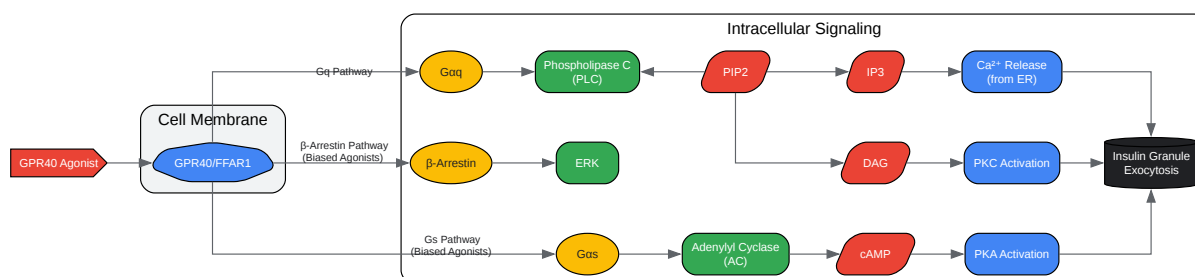 Intracellular Signaling
Gq Pathway
Gαq
Phospholipase C
(PLC)
PIP2
IP3
Ca²⁺ Release
(from ER)
Cell Membrane
GPR40 Agonist
GPR40/FFAR1
β-Arrestin Pathway
(Biased Agonists)
β-Arrestin
ERK
DAG
PKC Activation
Insulin Granule
Exocytosis
Gs Pathway
(Biased Agonists)
Gαs
Adenylyl Cyclase
(AC)
cAMP
PKA Activation